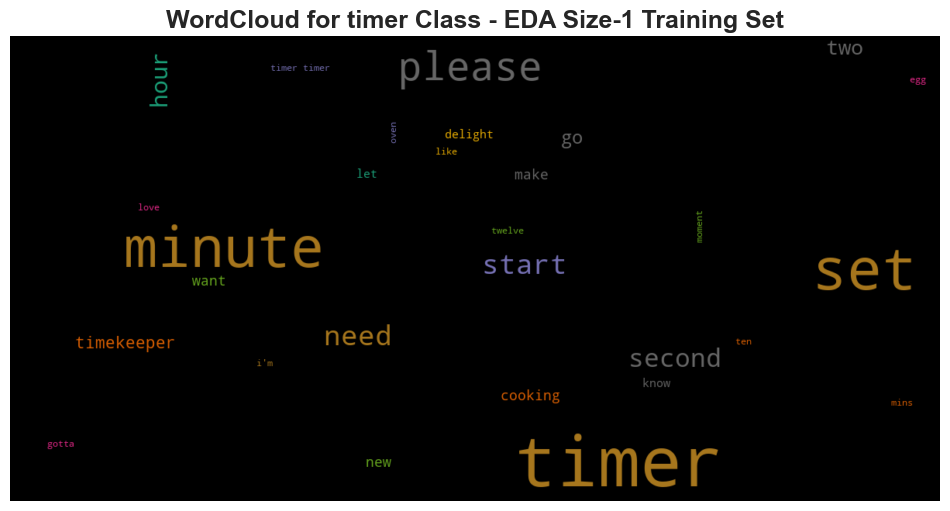 WordCloud for timer Class - EDA Size-1 Training Set
two
please
hour
timer timer
egg
oven
delight
go
like
let
make
love
moment
minute
twelve
start
set
want
need
timekeeper
ten
second
i'm
know
cooking
mins
gotta
new
timer